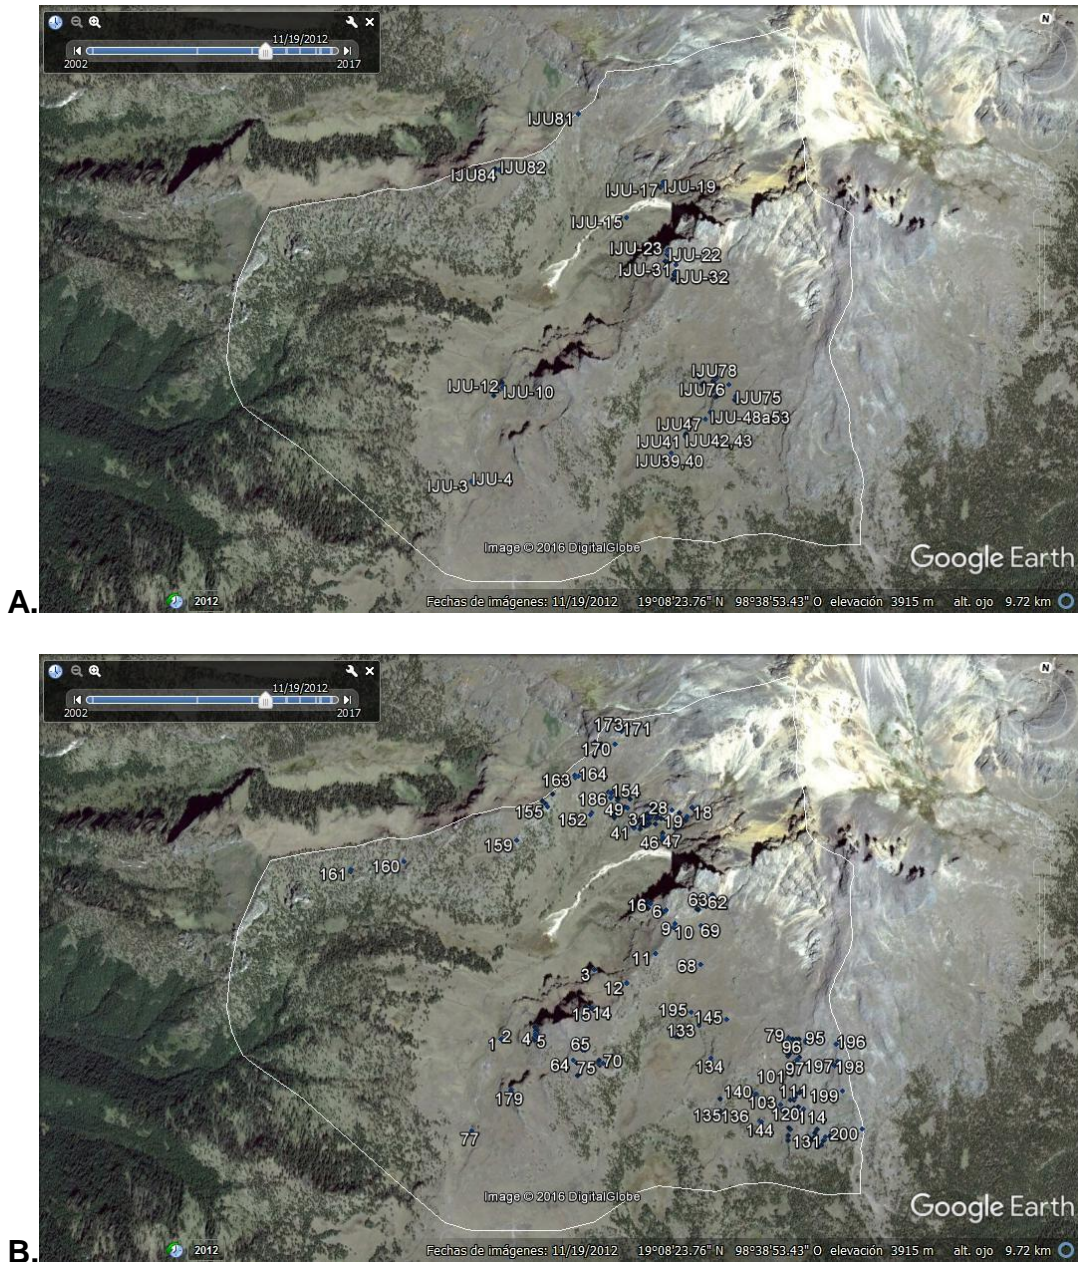 11/19/2012
2002 2017
N
IJU81
IJU84 IJU82
IJU-17 IJU-19
IJU-15
IJU-23 IJU-22
IJU-31 IJU-32
IJU78
IJU-12 IJU-10 IJU76 IJU75
IJU47 IJU-48a53
IJU41 IJU42,43
IJU39,40
IJU-3 IJU-4
Image © 2016 DigitalGlobe
Google Earth
A.
2012 Fechas de imágenes: 11/19/2012 19°08'23.76" N 98°38'53.43" O elevación 3915 m alt. ojo 9.72 km
11/19/2012
2002 2017
N
173 171
170
163 164
186 154
155 152 49 28 18
31 19
41
159 46 47
161 160
16 6 63 62
9 10 69
11 68
3 12
15 14 195 145
133
1 2 4 5 65 79 95 196
96
64 75 70 134 97 197 198
101
179 140 103 111 199
135 136 120 114
77 144 131 200
Image © 2016 DigitalGlobe
Google Earth
B.
2012 Fechas de imágenes: 11/19/2012 19°08'23.76" N 98°38'53.43" O elevación 3915 m alt. ojo 9.72 km